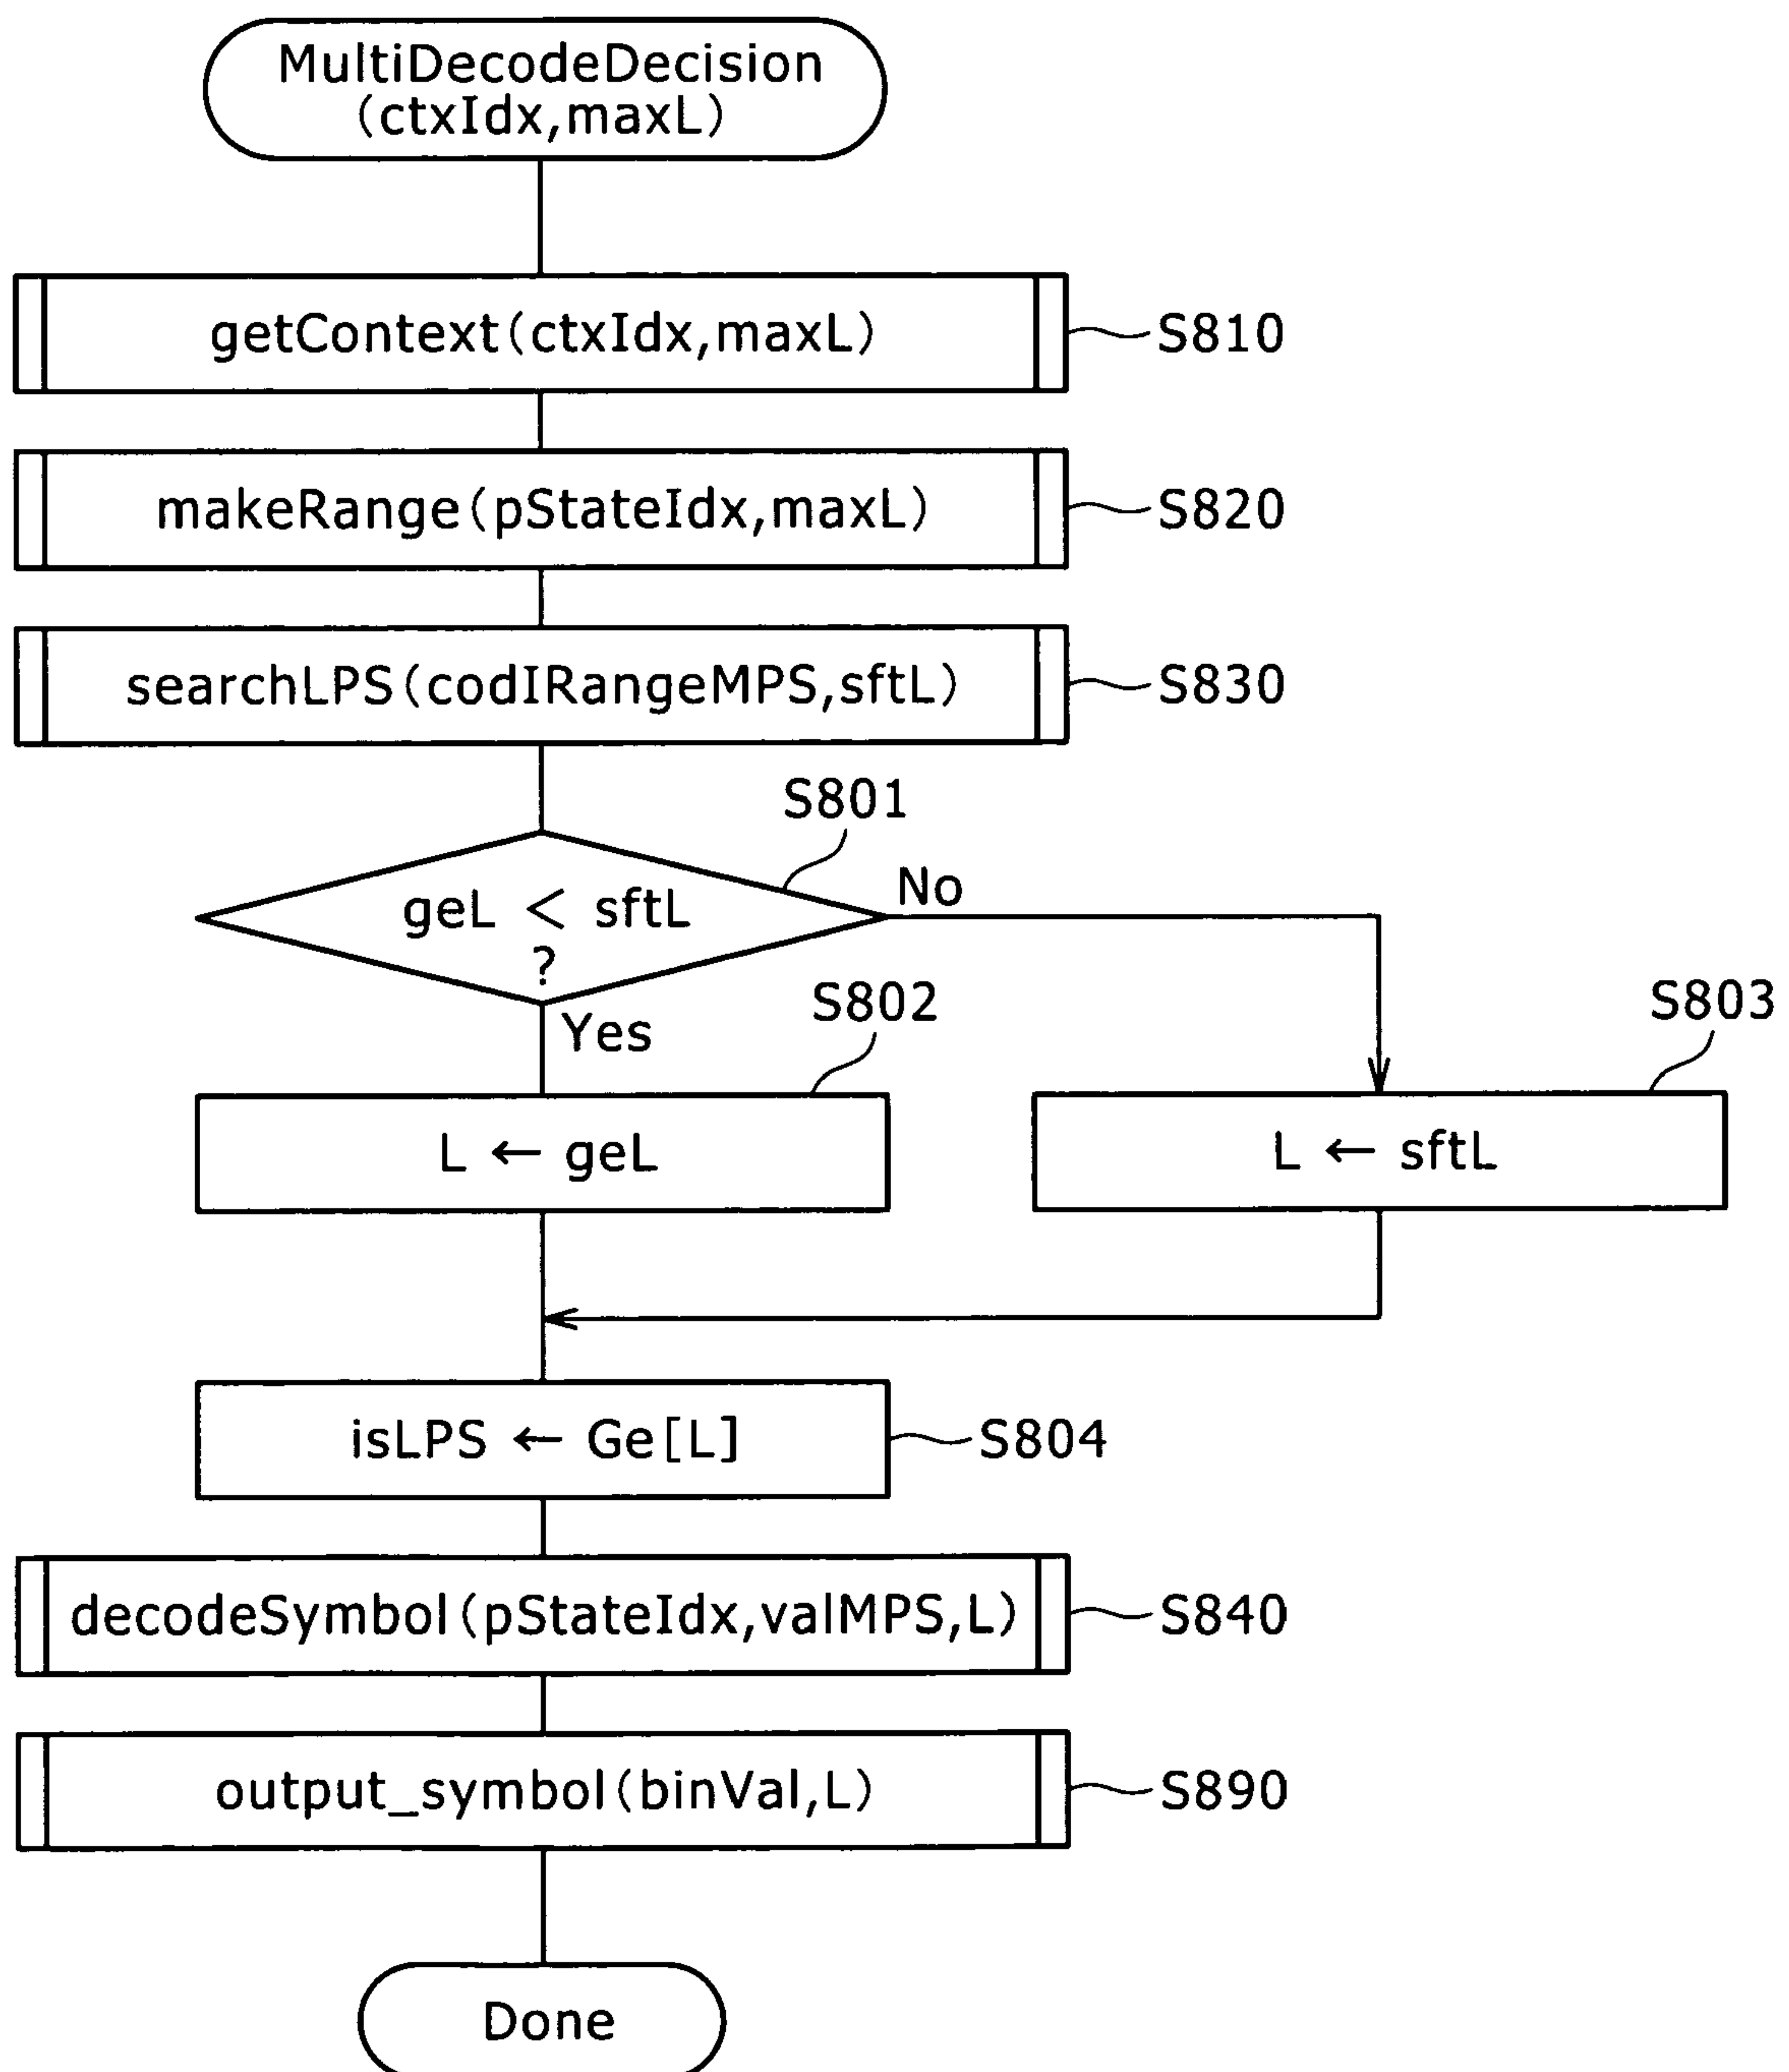 MultiDecodeDecision
(ctxIdx,maxL)
getContext(ctxIdx,maxL)
S810
makeRange(pStateIdx,maxL)
S820
searchLPS(codIRangeMPS,sftL)
S830
S801
geL < sftL
?
No
Yes
S802
S803
L ← geL
L ← sftL
isLPS ← Ge[L]
S804
decodeSymbol(pStateIdx,valMPS,L)
S840
output_symbol(binVal,L)
S890
Done